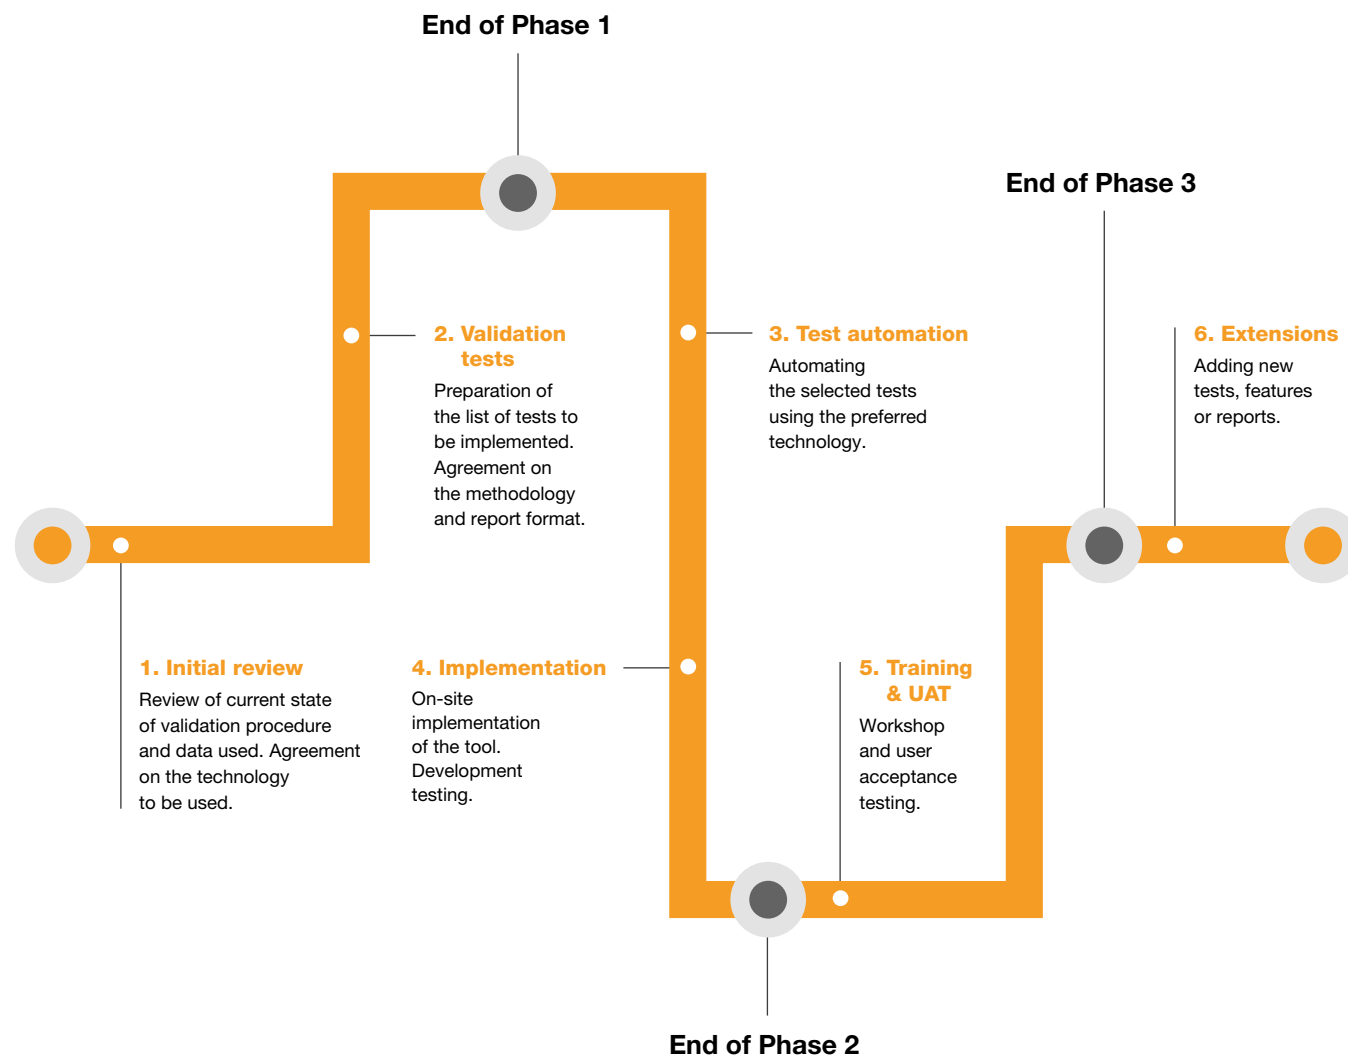 End of Phase 1
End of Phase 3
2. Validation
tests
Preparation of
the list of tests to
be implemented.
Agreement on
the methodology
and report format.
3. Test automation
Automating
the selected tests
using the preferred
technology.
6. Extensions
Adding new
tests, features
or reports.
1. Initial review
Review of current state
of validation procedure
and data used. Agreement
on the technology
to be used.
4. Implementation
On-site
implementation
of the tool.
Development
testing.
5. Training
& UAT
Workshop
and user
acceptance
testing.
End of Phase 2